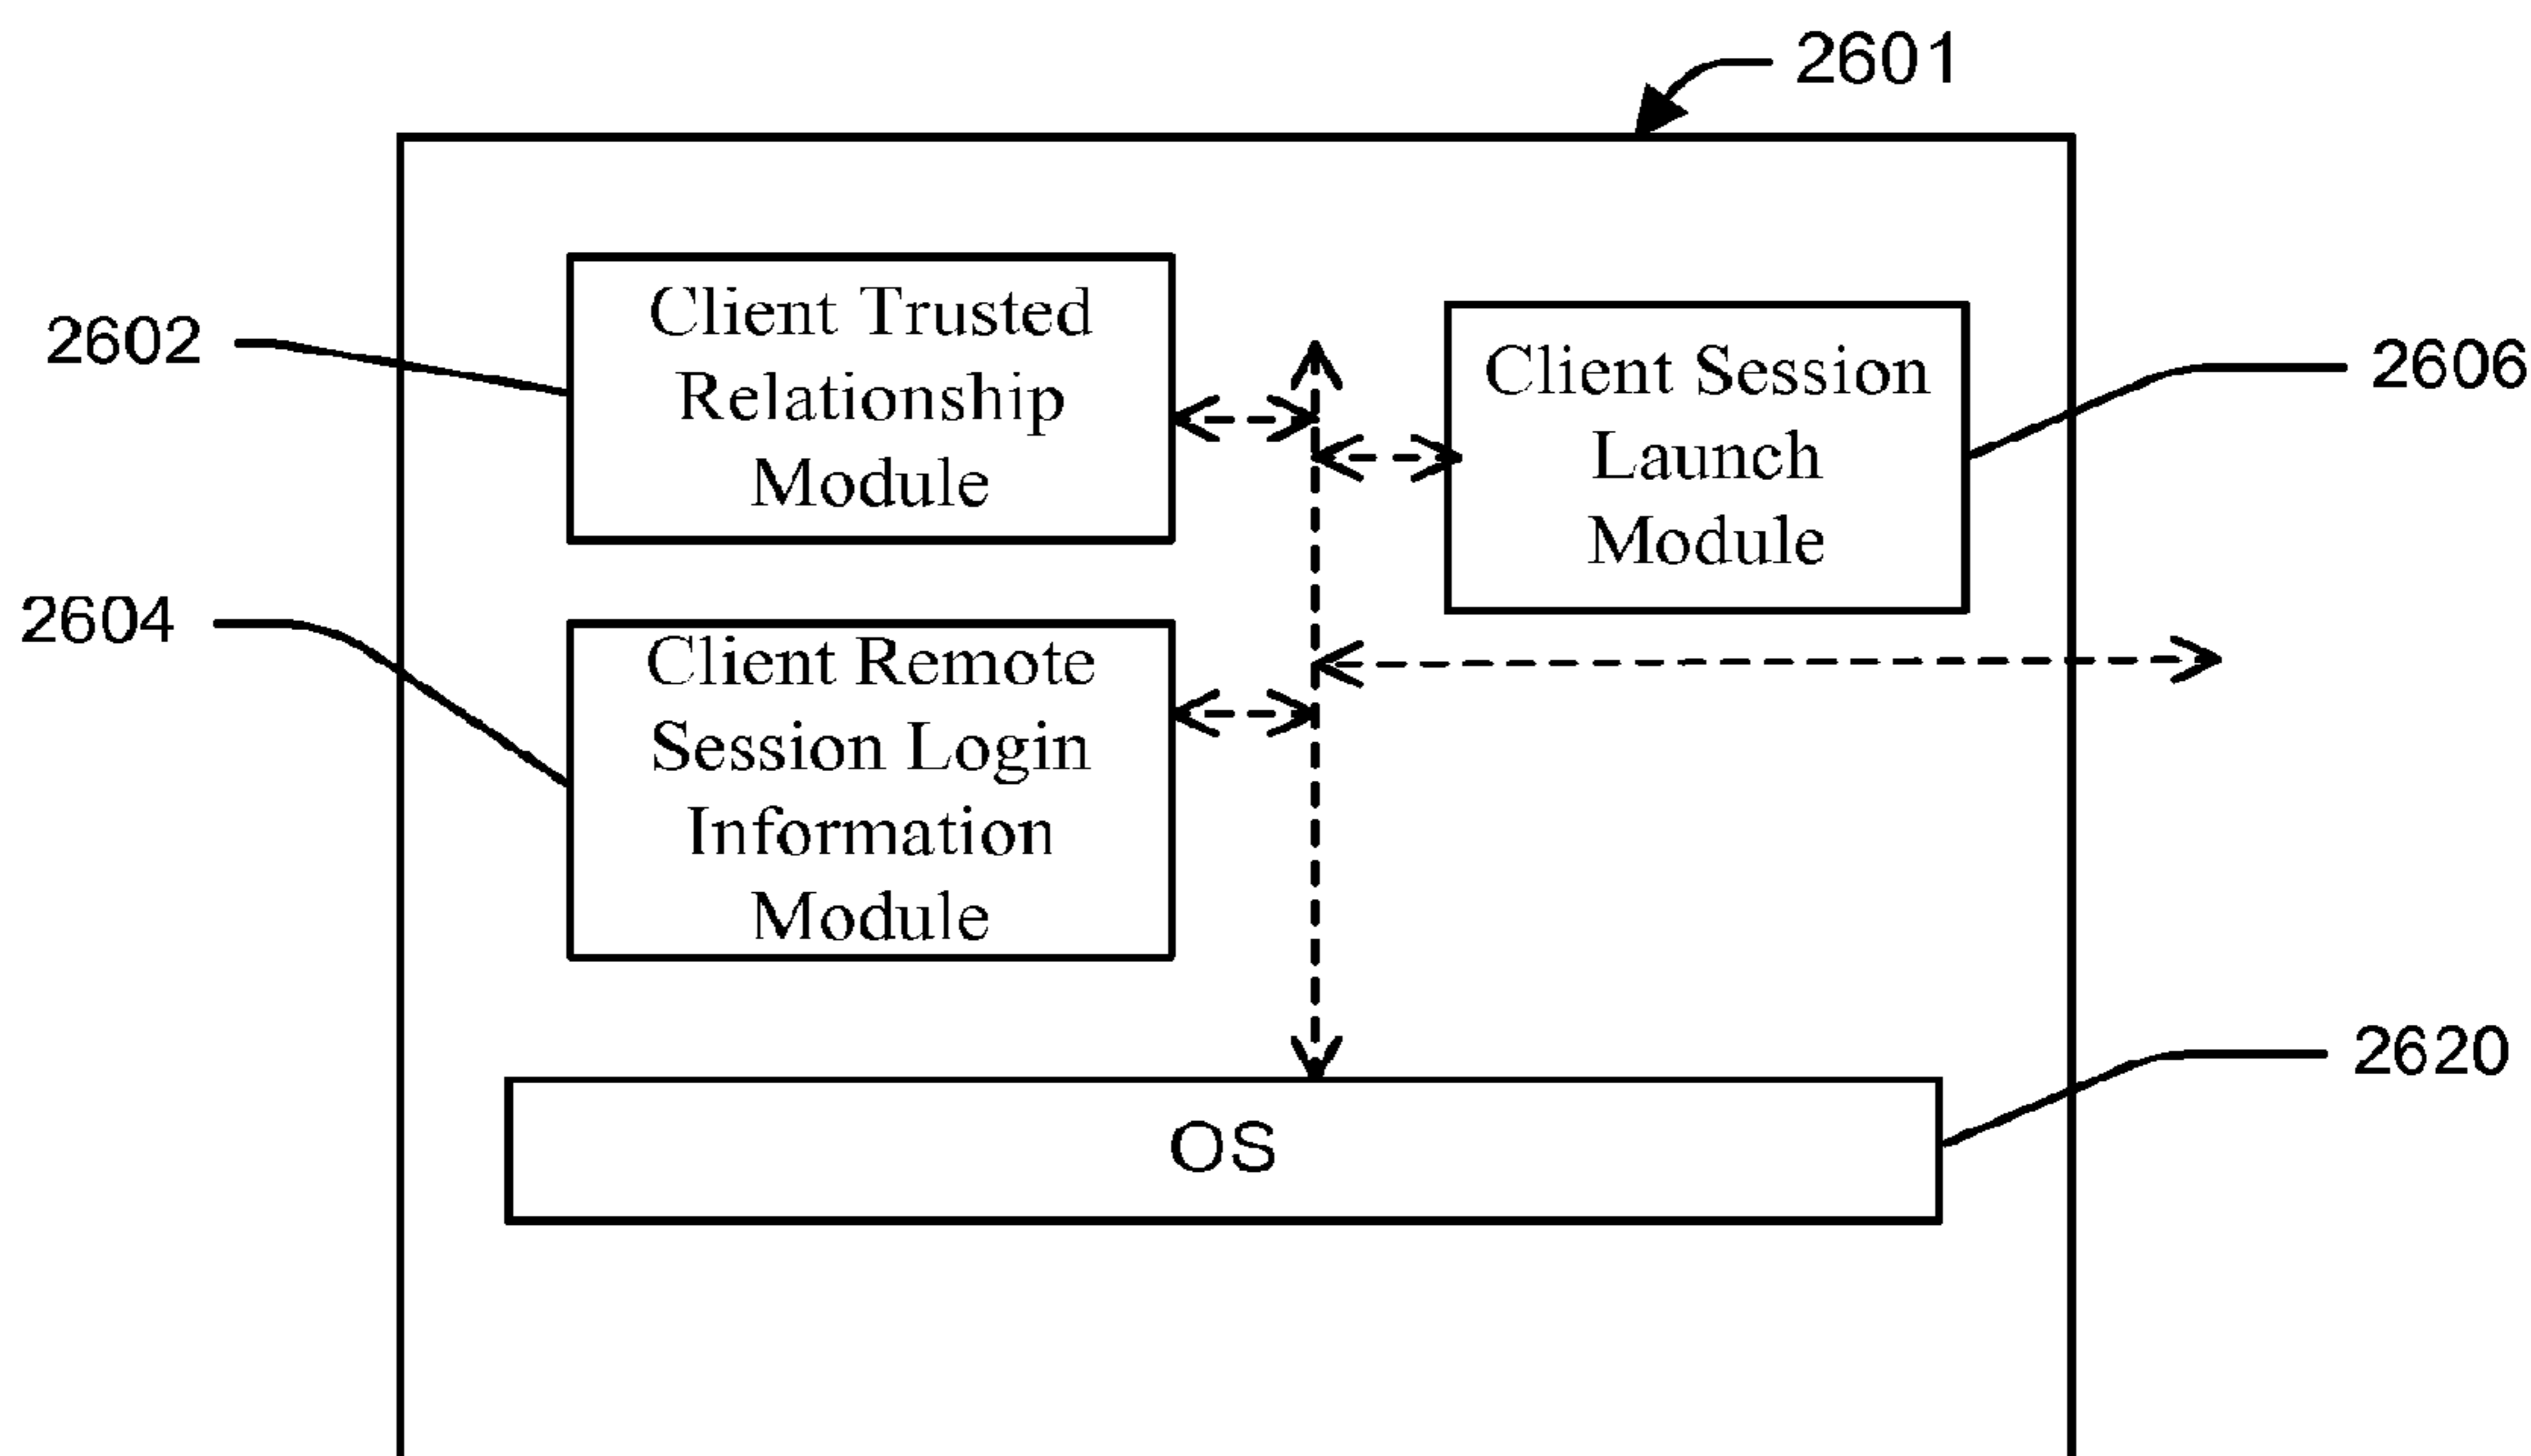 2601
2602
Client Trusted
Relationship
Module
Client Session
Launch
Module
2606
2604
Client Remote
Session Login
Information
Module
2620
OS